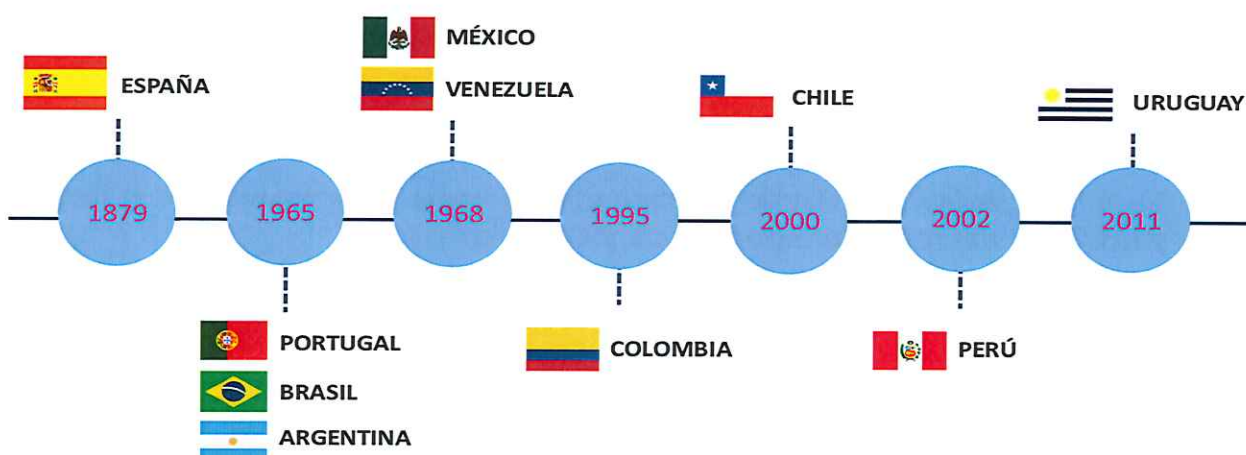 MÉXICO
ESPAÑA
VENEZUELA
CHILE
URUGUAY
1879
1965
1968
1995
2000
2002
2011
PORTUGAL
COLOMBIA
PERÚ
BRASIL
ARGENTINA